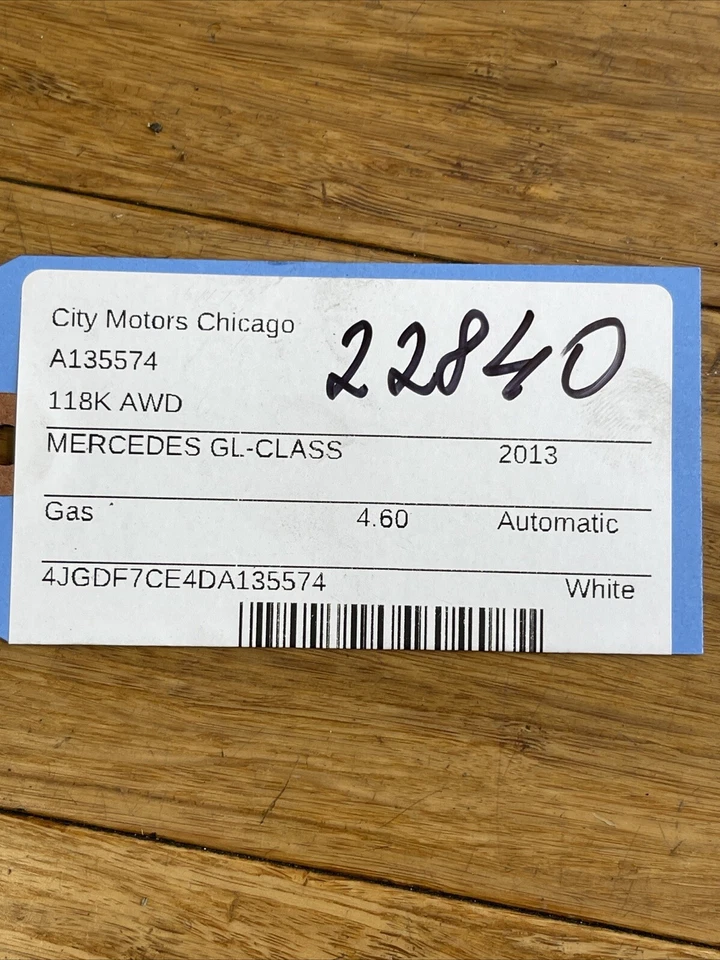 City Motors Chicago
22840
A135574
118K AWD
MERCEDES GL-CLASS 2013
Gas 4.60 Automatic
4JGDF7CE4DA135574 White